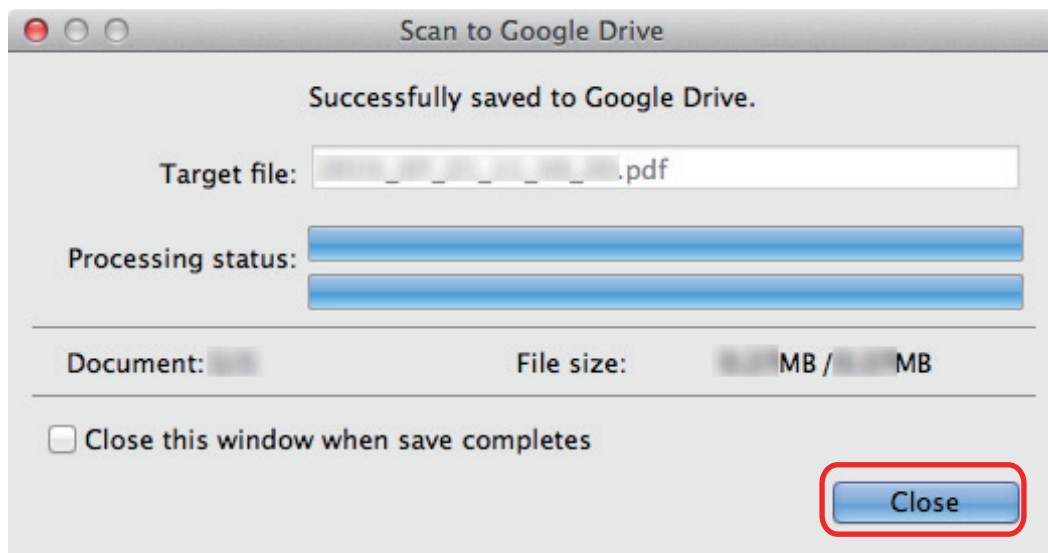 Scan to Google Drive
Successfully saved to Google Drive.
Target file: .pdf
Processing status:
Document: File size: MB / MB
Close this window when save completes
Close